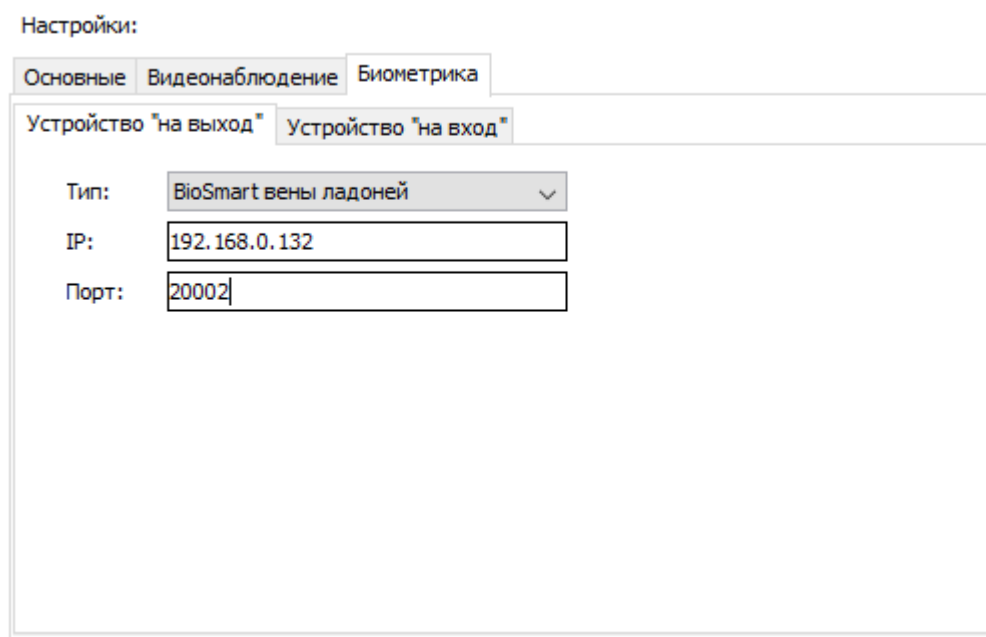 Настройки:
Основные Видеонаблюдение Биометрика
Устройство "на выход" Устройство "на вход"
Тип: BioSmart вены ладоней
IP: 192.168.0.132
Порт: 20002